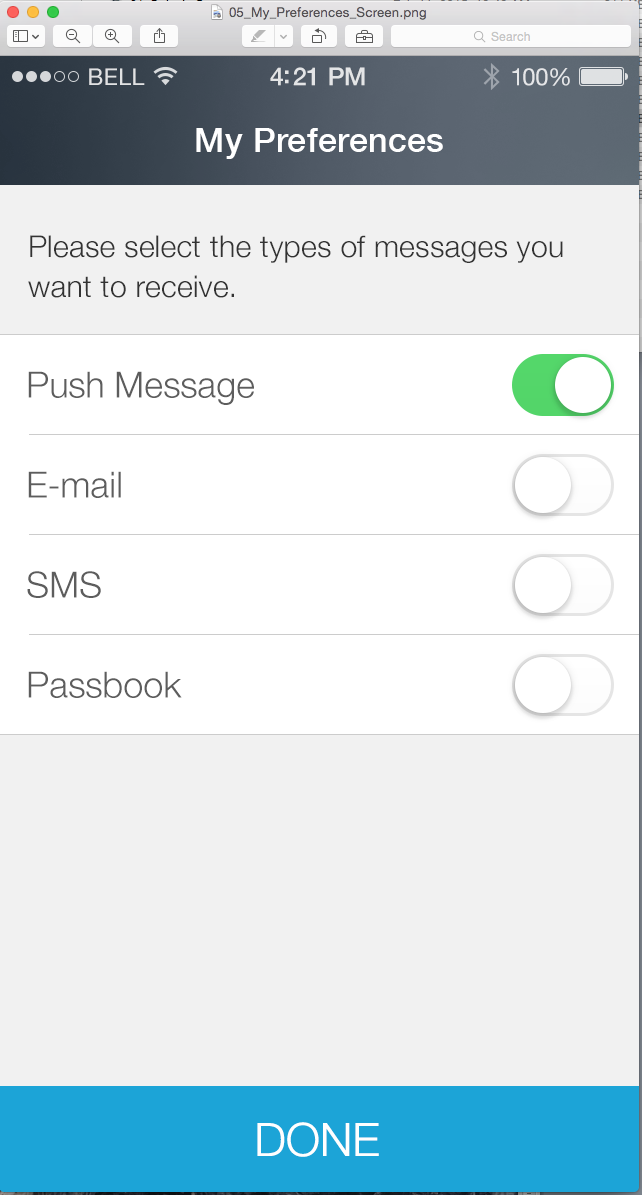 05_My_Preferences_Screen.png
Search
BELL 4:21 PM 100%
My Preferences
Please select the types of messages you
want to receive.
Push Message
E-mail
SMS
Passbook
DONE